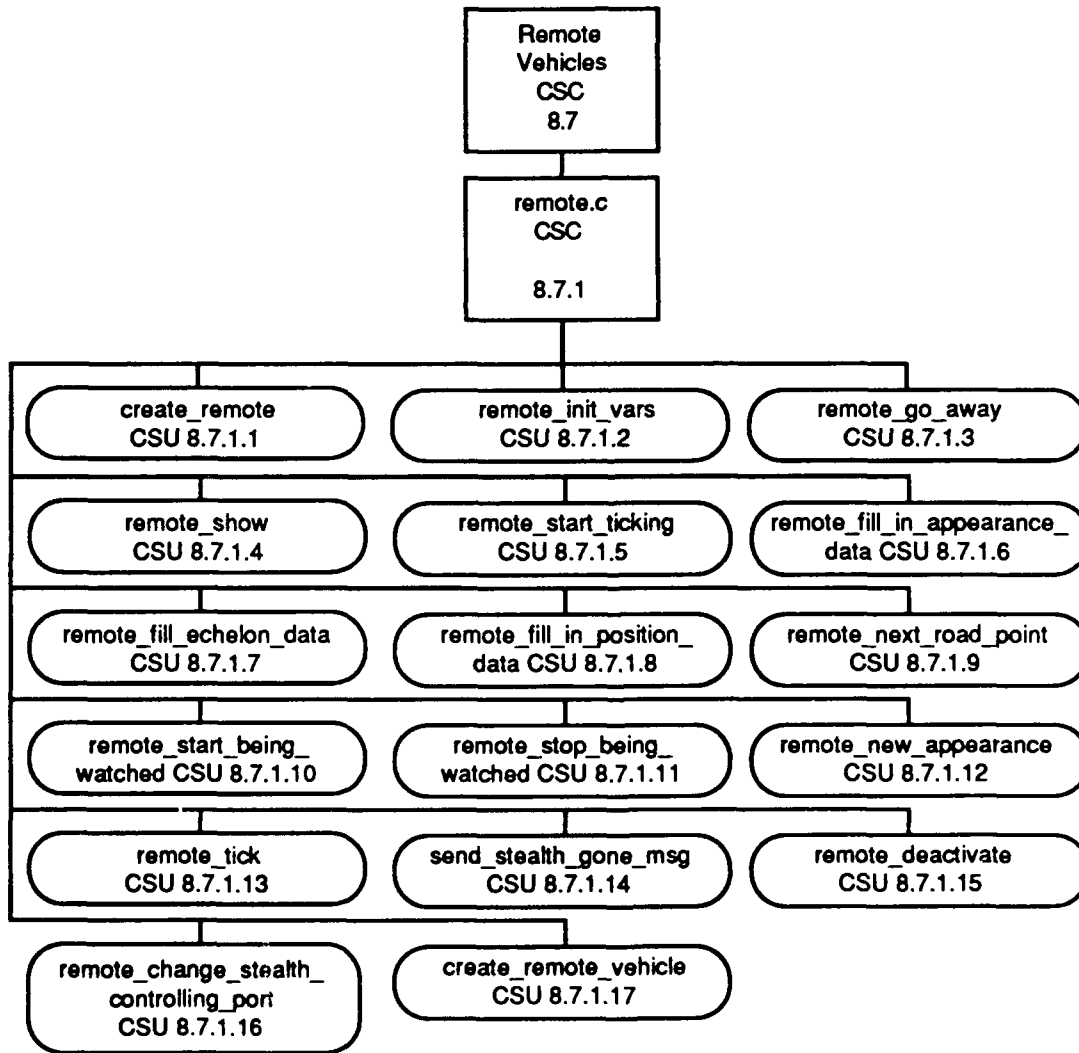 Remote
Vehicles
CSC
8.7
remote.c
CSC
8.7.1
create_remote
CSU 8.7.1.1
remote_init_vars
CSU 8.7.1.2
remote_go_away
CSU 8.7.1.3
remote_show
CSU 8.7.1.4
remote_start_ticking
CSU 8.7.1.5
remote_fill_in_appearance_
data CSU 8.7.1.6
remote_fill_echelon_data
CSU 8.7.1.7
remote_fill_in_position_
data CSU 8.7.1.8
remote_next_road_point
CSU 8.7.1.9
remote_start_being_
watched CSU 8.7.1.10
remote_stop_being_
watched CSU 8.7.1.11
remote_new_appearance
CSU 8.7.1.12
remote_tick
CSU 8.7.1.13
send_stealth_gone_msg
CSU 8.7.1.14
remote_deactivate
CSU 8.7.1.15
remote_change_stealth_
controlling_port
CSU 8.7.1.16
create_remote_vehicle
CSU 8.7.1.17